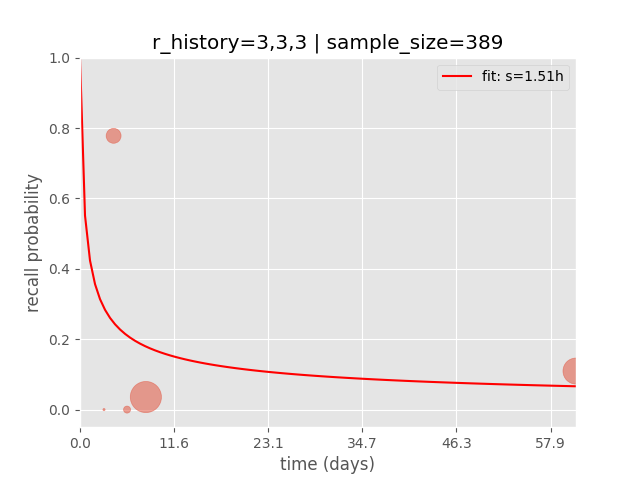 r_history=3,3,3 | sample_size=389
fit: s=1.51h
recall probability
1.0
0.8
0.6
0.4
0.2
0.0
0.0 11.6 23.1 34.7 46.3 57.9
time (days)